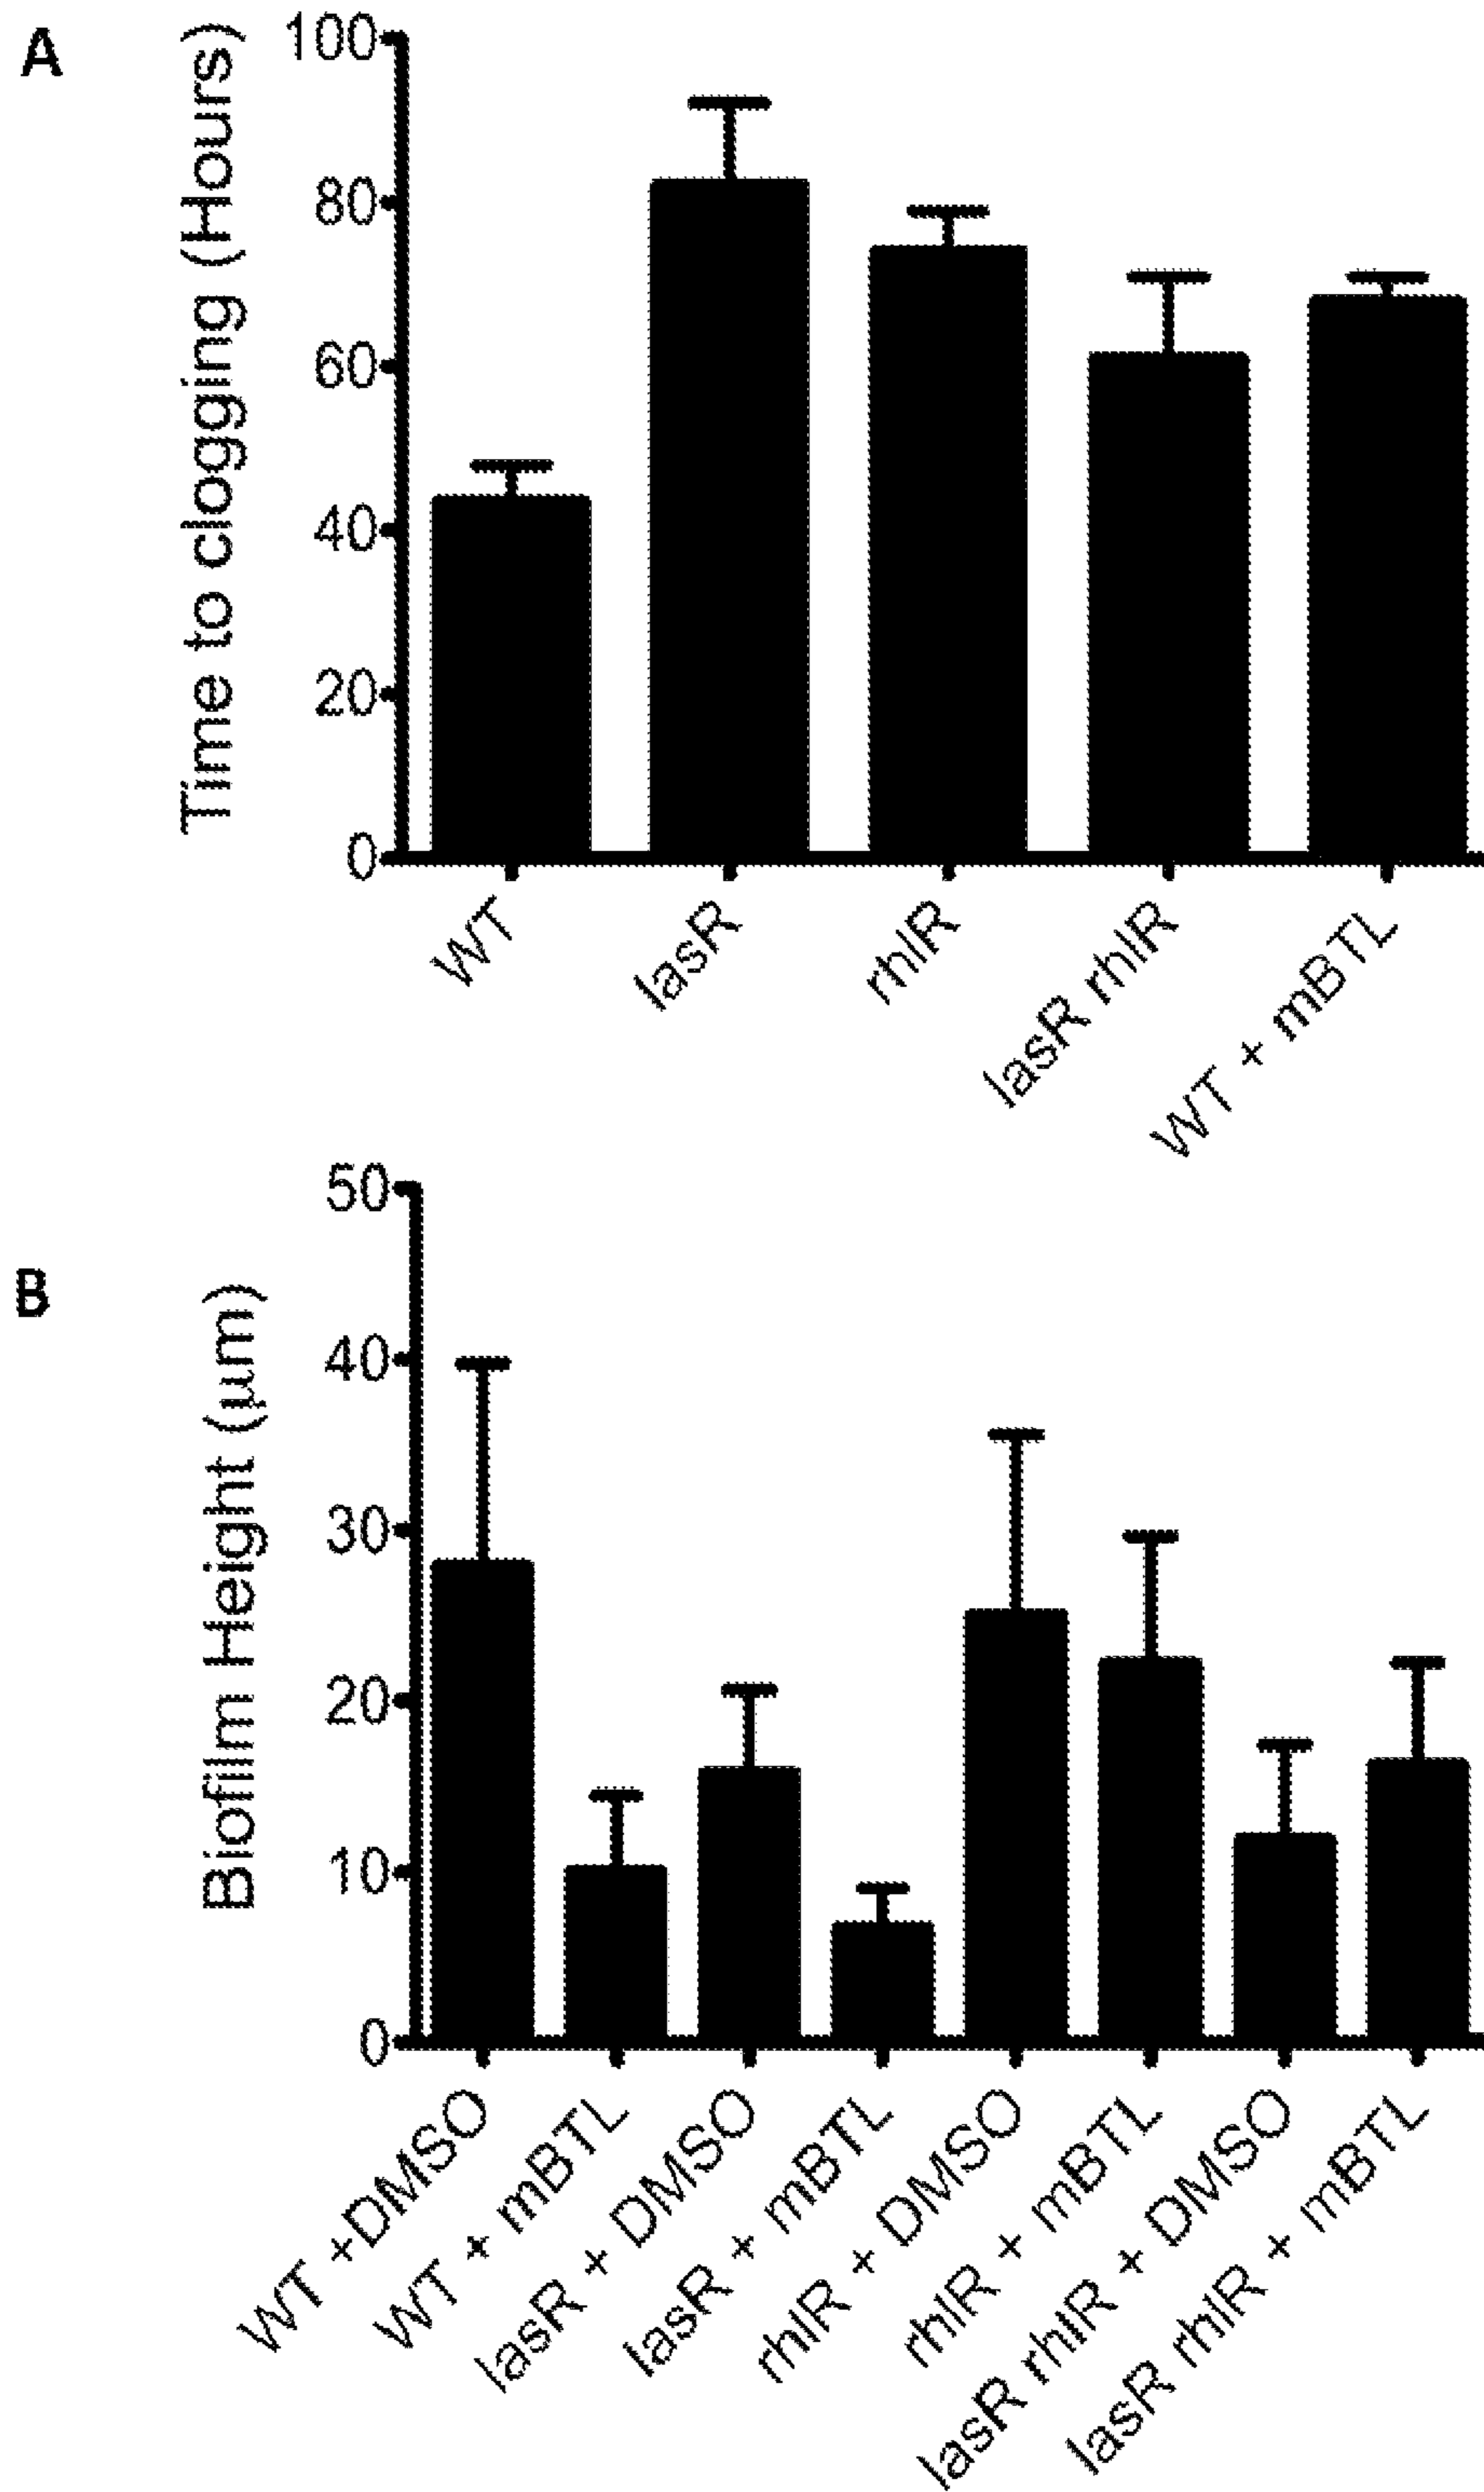 A
Time to clogging (Hours)
100
80
60
40
20
0
WT
lasR
rhlR
lasR rhlR
WT + mBTL
B
Biofilm Height (μm)
50
40
30
20
10
0
WT +DMSO
WT + mBTL
lasR + DMSO
lasR + mBTL
rhlR + DMSO
rhlR + mBTL
lasR rhlR + DMSO
lasR rhlR + mBTL